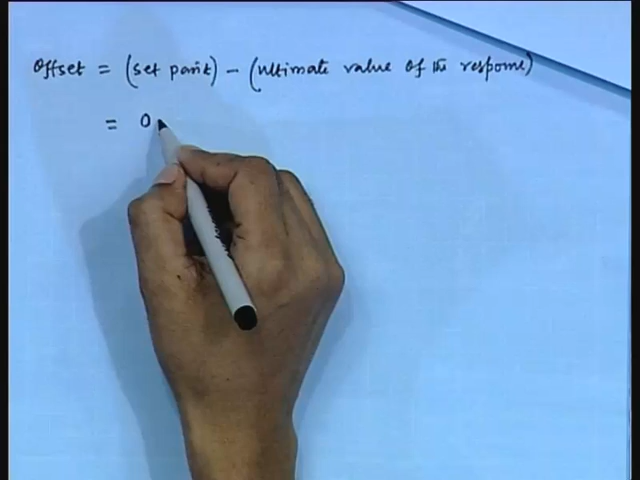 Offset = (set point) - (ultimate value of the response)
= 0